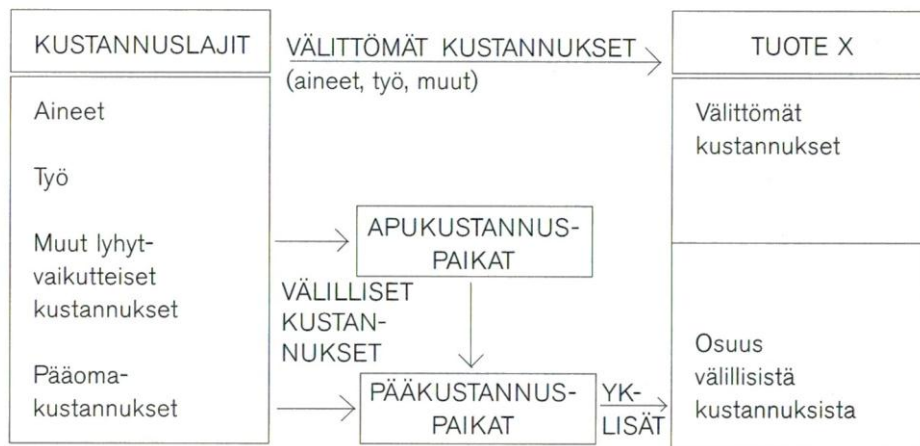 KUSTANNUSLAJIT
Aineet
Työ
Muut lyhyt-
vaikutteiset
kustannukset
Pääoma-
kustannukset
VÄLITTÖMÄT KUSTANNUKSET
(aineet, työ, muut)
APUKUSTANNUS-
PAIKAT
VÄLILLISET
KUSTAN-
NUKSET
PÄÄKUSTANNUS-
PAIKAT
YK-
LISÄT
TUOTE X
Välittömät
kustannukset
Osuus
välillisistä
kustannuksista